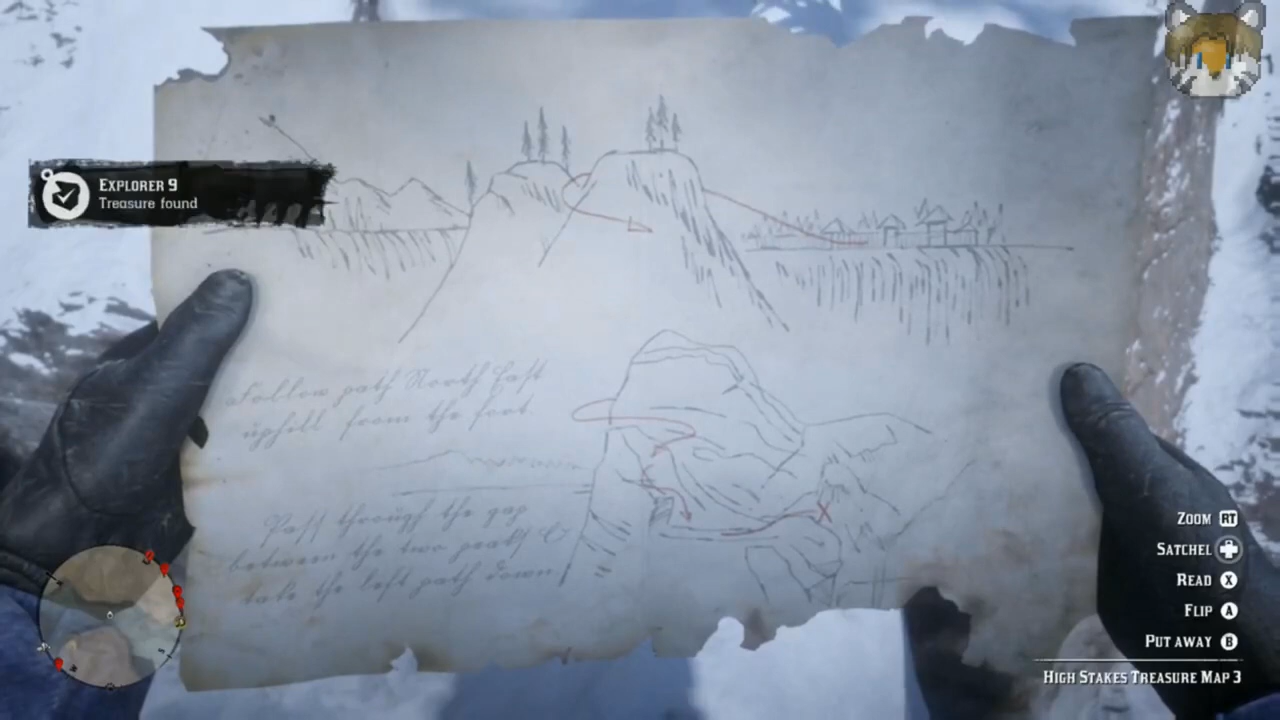 EXPLORER 9
Treasure found
Follow path North East
uphill from the foot
Pass through the gap
between the two peaks &
take the left path down
ZOOM RT
SATCHEL
READ X
FLIP A
PUT AWAY B
HIGH STAKES TREASURE MAP 3